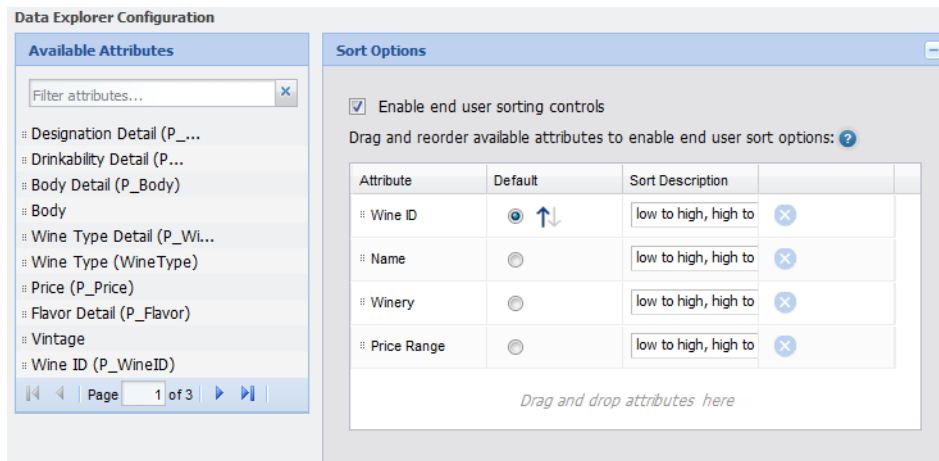 Data Explorer Configuration
Available Attributes
Filter attributes...
Designation Detail (P_...
Drinkability Detail (P...
Body Detail (P_Body)
Body
Wine Type Detail (P_Wi...
Wine Type (WineType)
Price (P_Price)
Flavor Detail (P_Flavor)
Vintage
Wine ID (P_WineID)
Page 1 of 3
Sort Options
Enable end user sorting controls
Drag and reorder available attributes to enable end user sort options: ?
Attribute Default Sort Description
Wine ID low to high, high to
Name low to high, high to
Winery low to high, high to
Price Range low to high, high to
Drag and drop attributes here